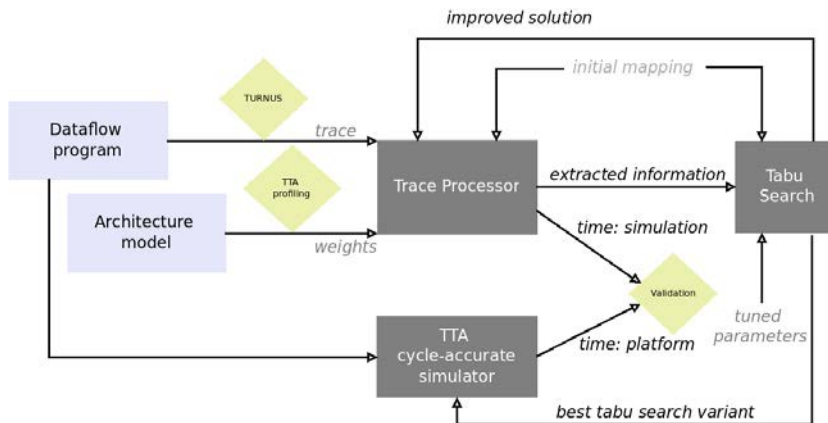 improved solution
initial mapping
TURNUS
Dataflow
program
trace
TTA
profiling
Trace Processor
extracted information
Tabu
Search
Architecture
model
weights
time: simulation
Validation
tuned
parameters
TTA
cycle-accurate
simulator
time: platform
best tabu search variant